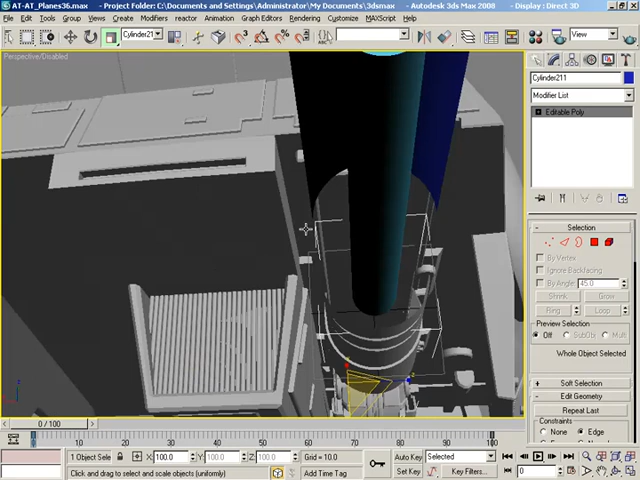 AT-AT_Planes36.max - Project Folder: C:\Documents and Settings\Administrator\My Documents\3dsmax - Autodesk 3ds Max 2008 - Display : Direct 3D
File Edit Tools Group Views Create Modifiers reactor Animation Graph Editors Rendering Customize MAXScript Help
Cylinder21 View
Perspective/Disabled
Cylinder211
Modifier List
Editable Poly
Selection
By Vertex
Ignore Backfacing
By Angle: 45.0
Shrink Grow
Ring Loop
Preview Selection
Off SubObj Multi
Whole Object Selected
Soft Selection
Edit Geometry
Repeat Last
Constraints
None Edge
0 / 100
0 10 20 30 40 50 60 70 80 90 100
1 Object Sele X: 100.0 Y: 100.0 Z: 100.0 Grid = 10.0 Auto Key Selected
Click and drag to select and scale objects (uniformly) Add Time Tag Set Key Key Filters... 0